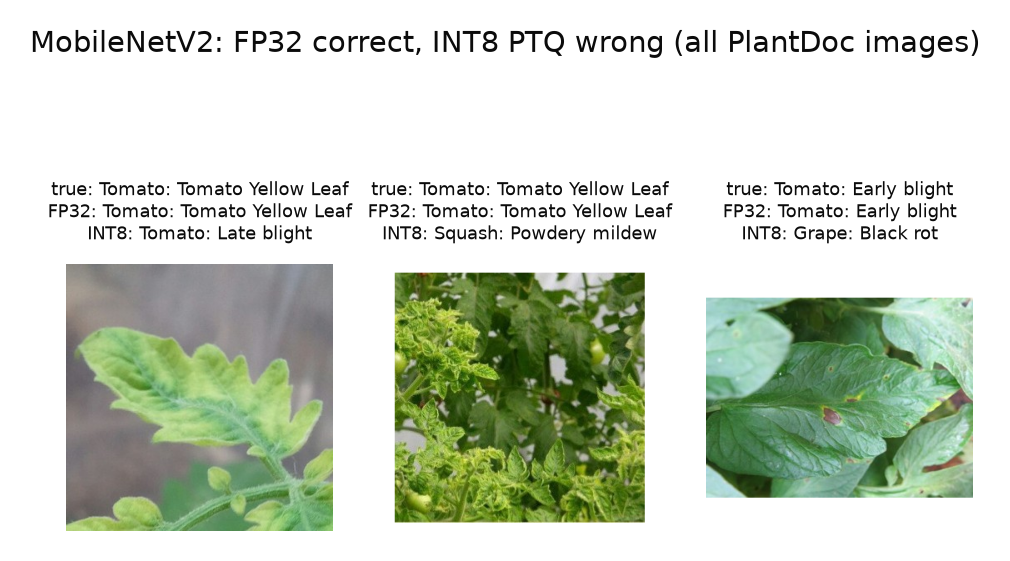 MobileNetV2: FP32 correct, INT8 PTQ wrong (all PlantDoc images)
true: Tomato: Tomato Yellow Leaf
FP32: Tomato: Tomato Yellow Leaf
INT8: Tomato: Late blight
true: Tomato: Tomato Yellow Leaf
FP32: Tomato: Tomato Yellow Leaf
INT8: Squash: Powdery mildew
true: Tomato: Early blight
FP32: Tomato: Early blight
INT8: Grape: Black rot